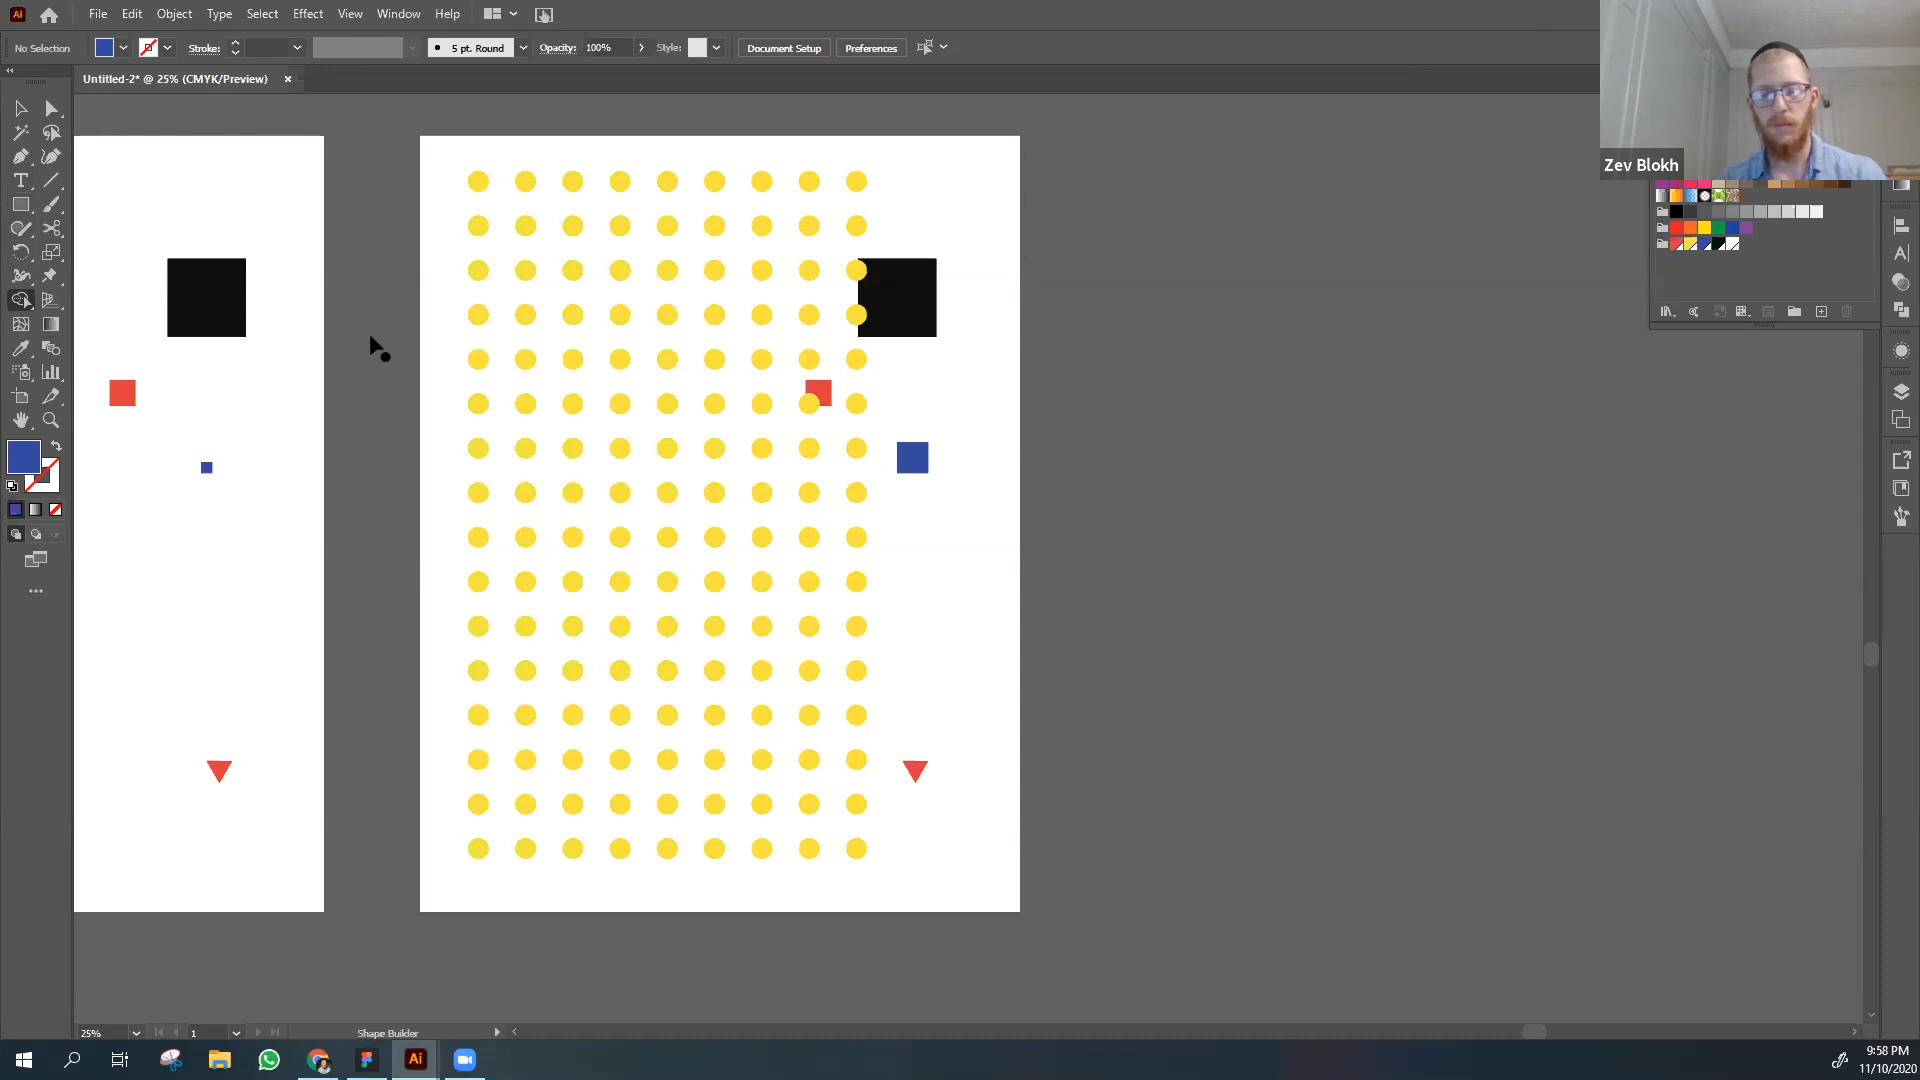 Ai File Edit Object Type Select Effect View Window Help
No Selection Stroke: 5 pt. Round Opacity: 100% Style: Document Setup Preferences
Untitled-2* @ 25% (CMYK/Preview)
Zev Blokh
25% 1 Shape Builder
Ai
9:58 PM
11/10/2020